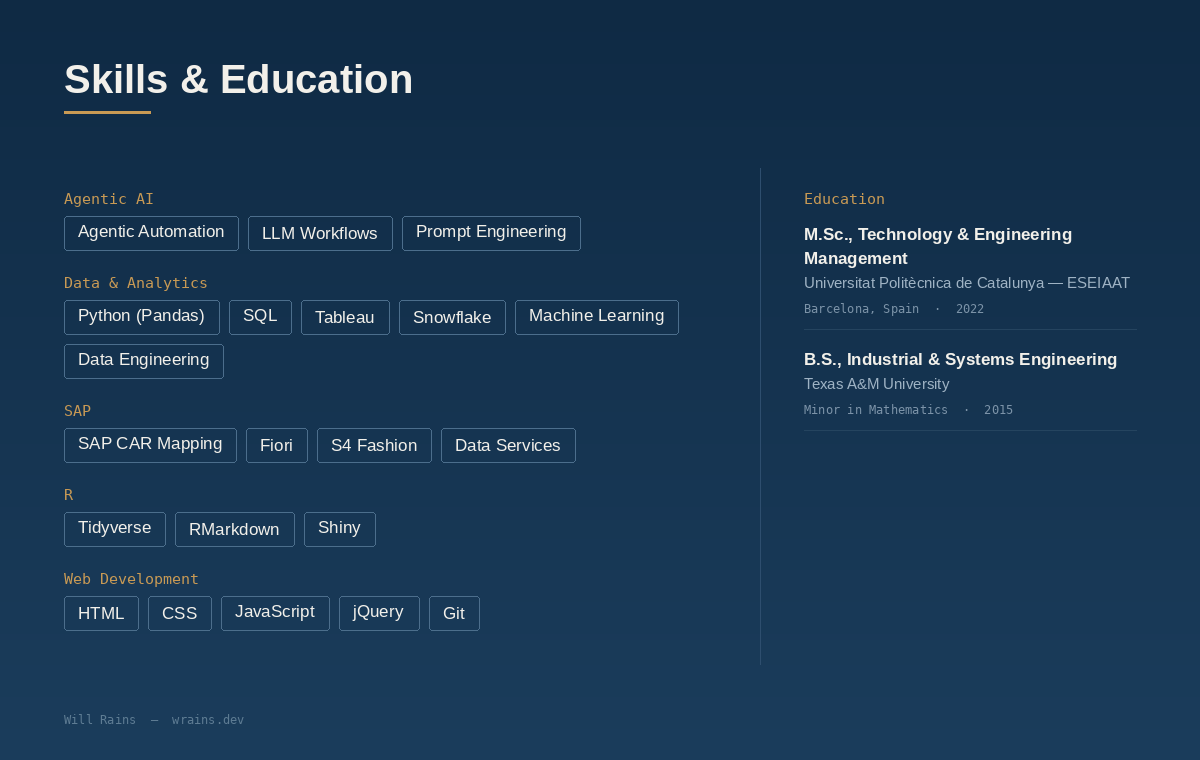 Skills & Education
Agentic AI
Agentic Automation LLM Workflows Prompt Engineering
Data & Analytics
Python (Pandas) SQL Tableau Snowflake Machine Learning
Data Engineering
SAP
SAP CAR Mapping Fiori S4 Fashion Data Services
R
Tidyverse RMarkdown Shiny
Web Development
HTML CSS JavaScript jQuery Git
Education
M.Sc., Technology & Engineering
Management
Universitat Politècnica de Catalunya — ESEIAAT
Barcelona, Spain · 2022
B.S., Industrial & Systems Engineering
Texas A&M University
Minor in Mathematics · 2015
Will Rains — wrains.dev